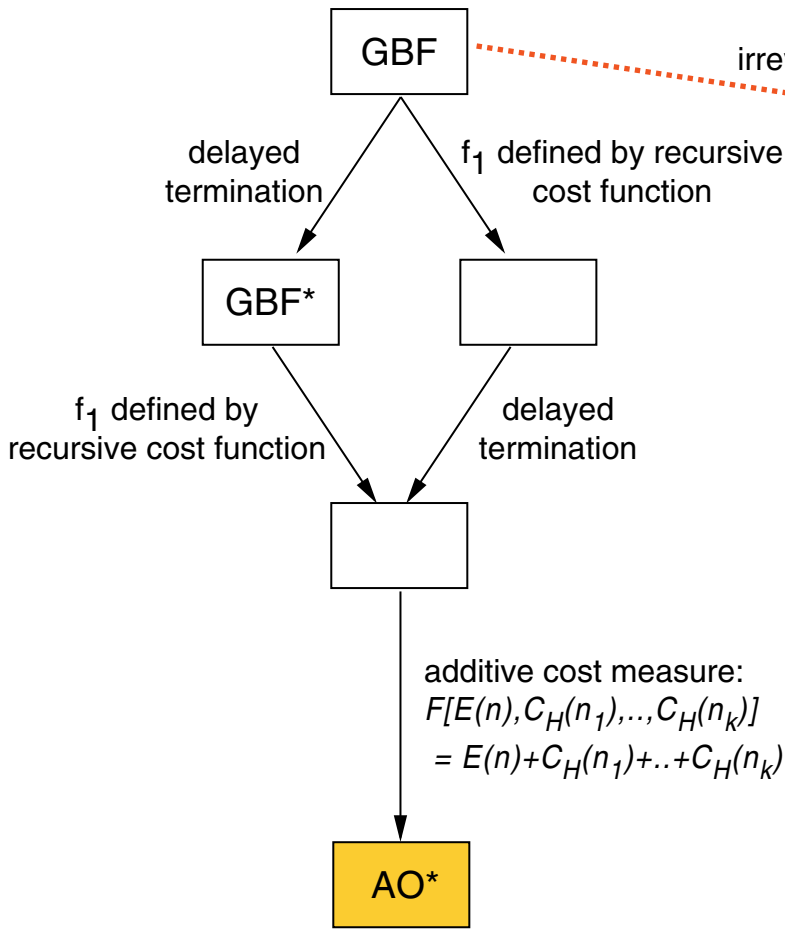 GBF
irre
delayed
termination
f1 defined by recursive
cost function
GBF*
f1 defined by
recursive cost function
delayed
termination
additive cost measure:
F[E(n),CH(n1),..,CH(nk)]
= E(n)+CH(n1)+..+CH(nk)
AO*